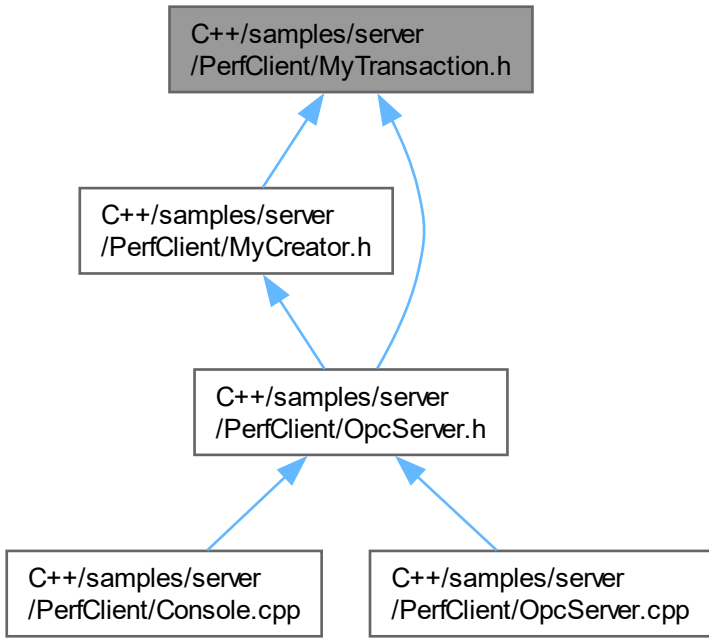 C++/samples/server
/PerfClient/MyTransaction.h
C++/samples/server
/PerfClient/MyCreator.h
C++/samples/server
/PerfClient/OpcServer.h
C++/samples/server
/PerfClient/Console.cpp
C++/samples/server
/PerfClient/OpcServer.cpp